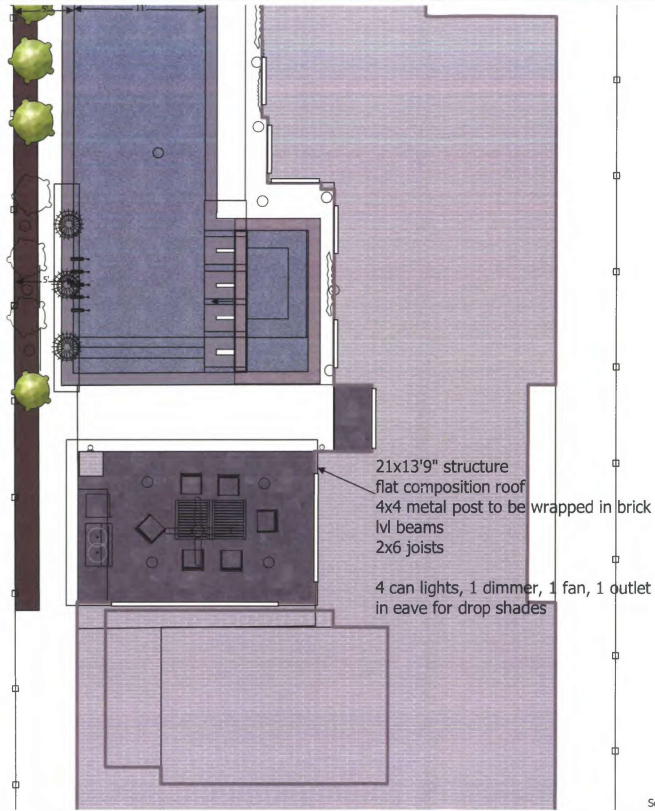 5'
21x13'9" structure
flat composition roof
4x4 metal post to be wrapped in brick
lvl beams
2x6 joists
4 can lights, 1 dimmer, 1 fan, 1 outlet
in eave for drop shades